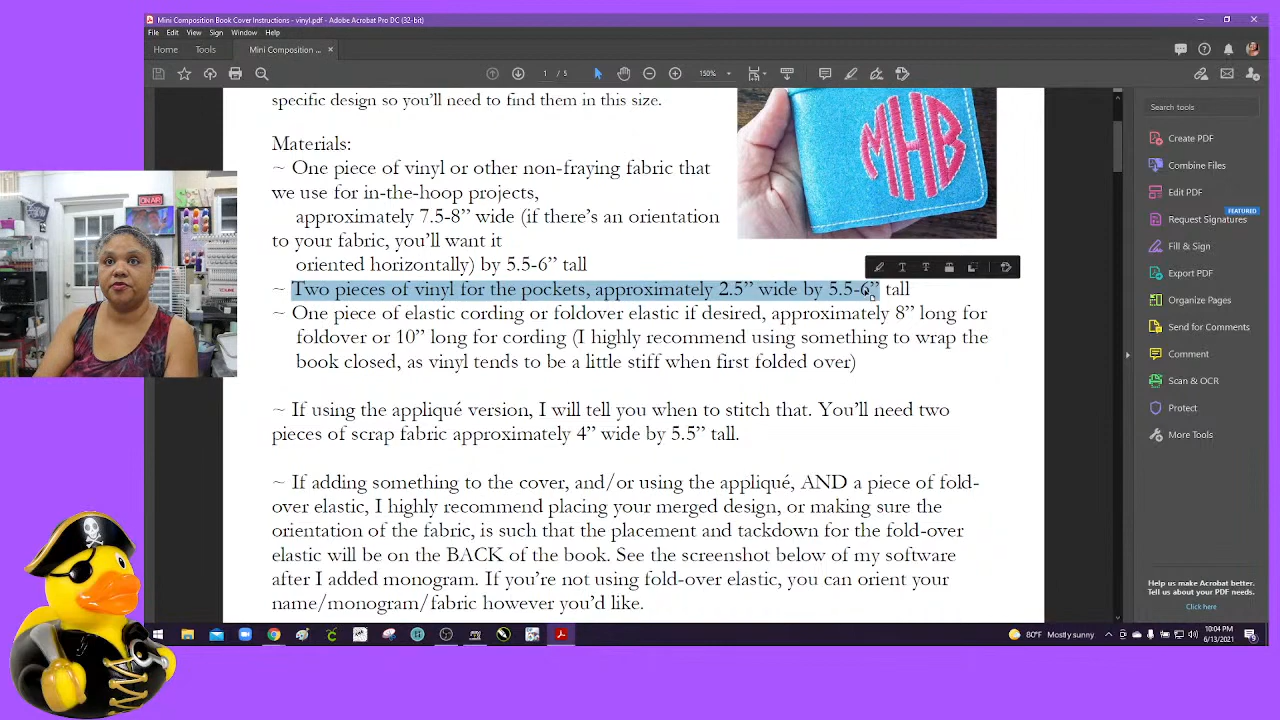 Mini Composition Book Cover Instructions - vinyl.pdf - Adobe Acrobat Pro DC (32-bit)
File Edit View Sign Window Help
Home Tools Mini Composition ... ×
1 / 5 150%
Search tools
specific design so you'll need to find them in this size.
Materials:
~ One piece of vinyl or other non-fraying fabric that
we use for in-the-hoop projects,
approximately 7.5-8” wide (if there's an orientation
to your fabric, you'll want it
oriented horizontally) by 5.5-6” tall
~ Two pieces of vinyl for the pockets, approximately 2.5” wide by 5.5-6” tall
~ One piece of elastic cording or foldover elastic if desired, approximately 8” long for
foldover or 10” long for cording (I highly recommend using something to wrap the
book closed, as vinyl tends to be a little stiff when first folded over)
~ If using the appliqué version, I will tell you when to stitch that. You'll need two
pieces of scrap fabric approximately 4” wide by 5.5” tall.
~ If adding something to the cover, and/or using the appliqué, AND a piece of fold-
over elastic, I highly recommend placing your merged design, or making sure the
orientation of the fabric, is such that the placement and tackdown for the fold-over
elastic will be on the BACK of the book. See the screenshot below of my software
after I added monogram. If you're not using fold-over elastic, you can orient your
name/monogram/fabric however you'd like.
MHB
ON AIR
Create PDF
Combine Files
Edit PDF
FEATURED
Request Signatures
Fill & Sign
Export PDF
Organize Pages
Send for Comments
Comment
Scan & OCR
Protect
More Tools
Help us make Acrobat better.
Tell us about your PDF needs.
Click here
80°F Mostly sunny
10:04 PM
6/13/2021